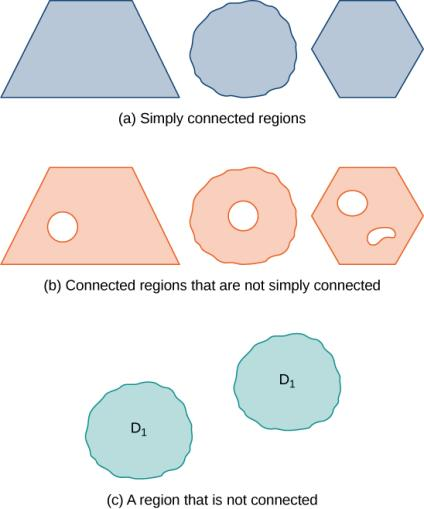 (a) Simply connected regions
(b) Connected regions that are not simply connected
D₁
D₁
(c) A region that is not connected